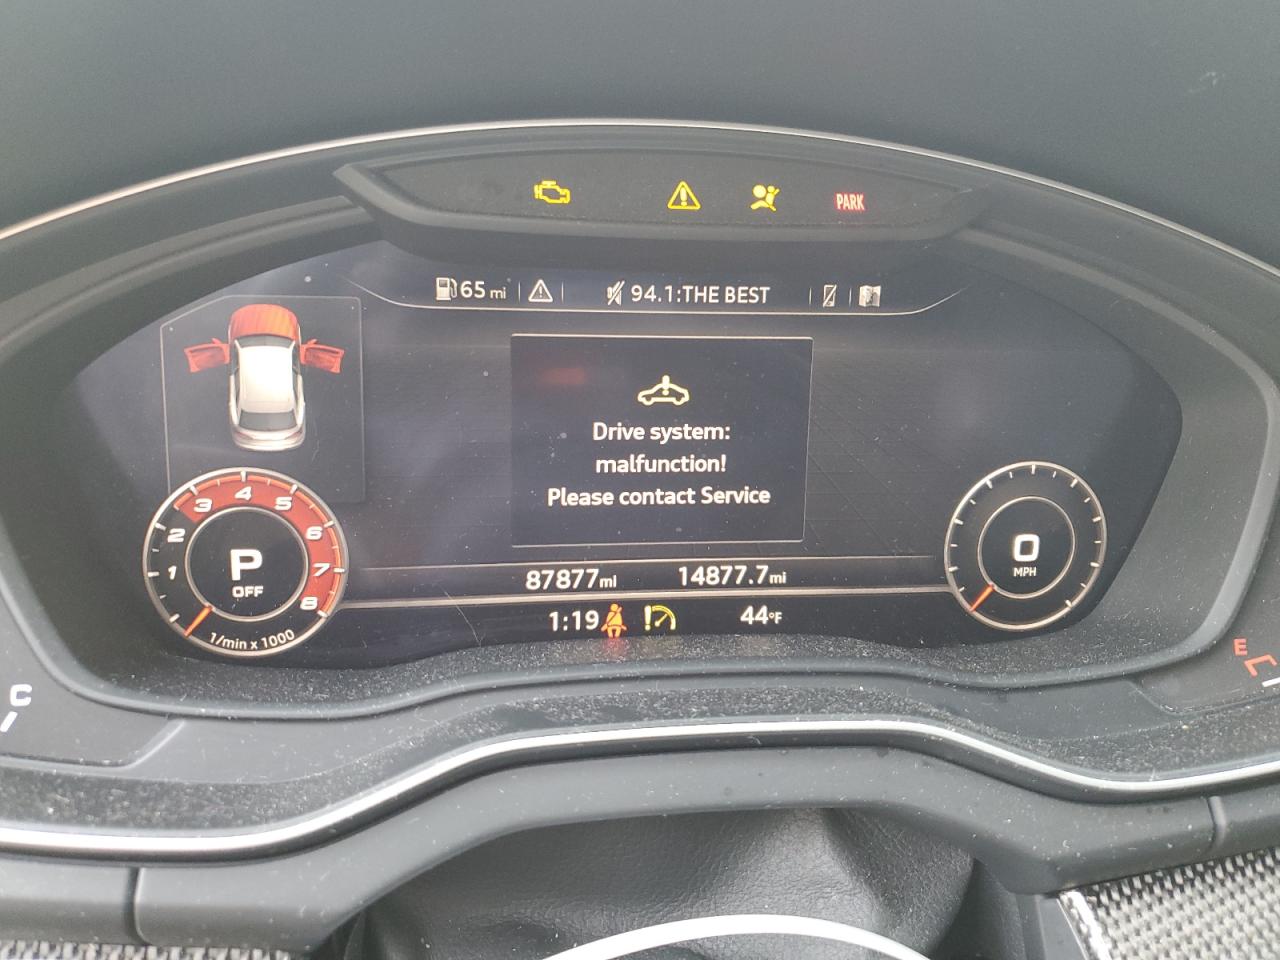 PARK
65 mi
94.1:THE BEST
Drive system:
malfunction!
Please contact Service
1 2 3 4 5 6 7 8
P
OFF
1/min x 1000
0
MPH
87877mi 14877.7mi
1:19 44°F
C
E